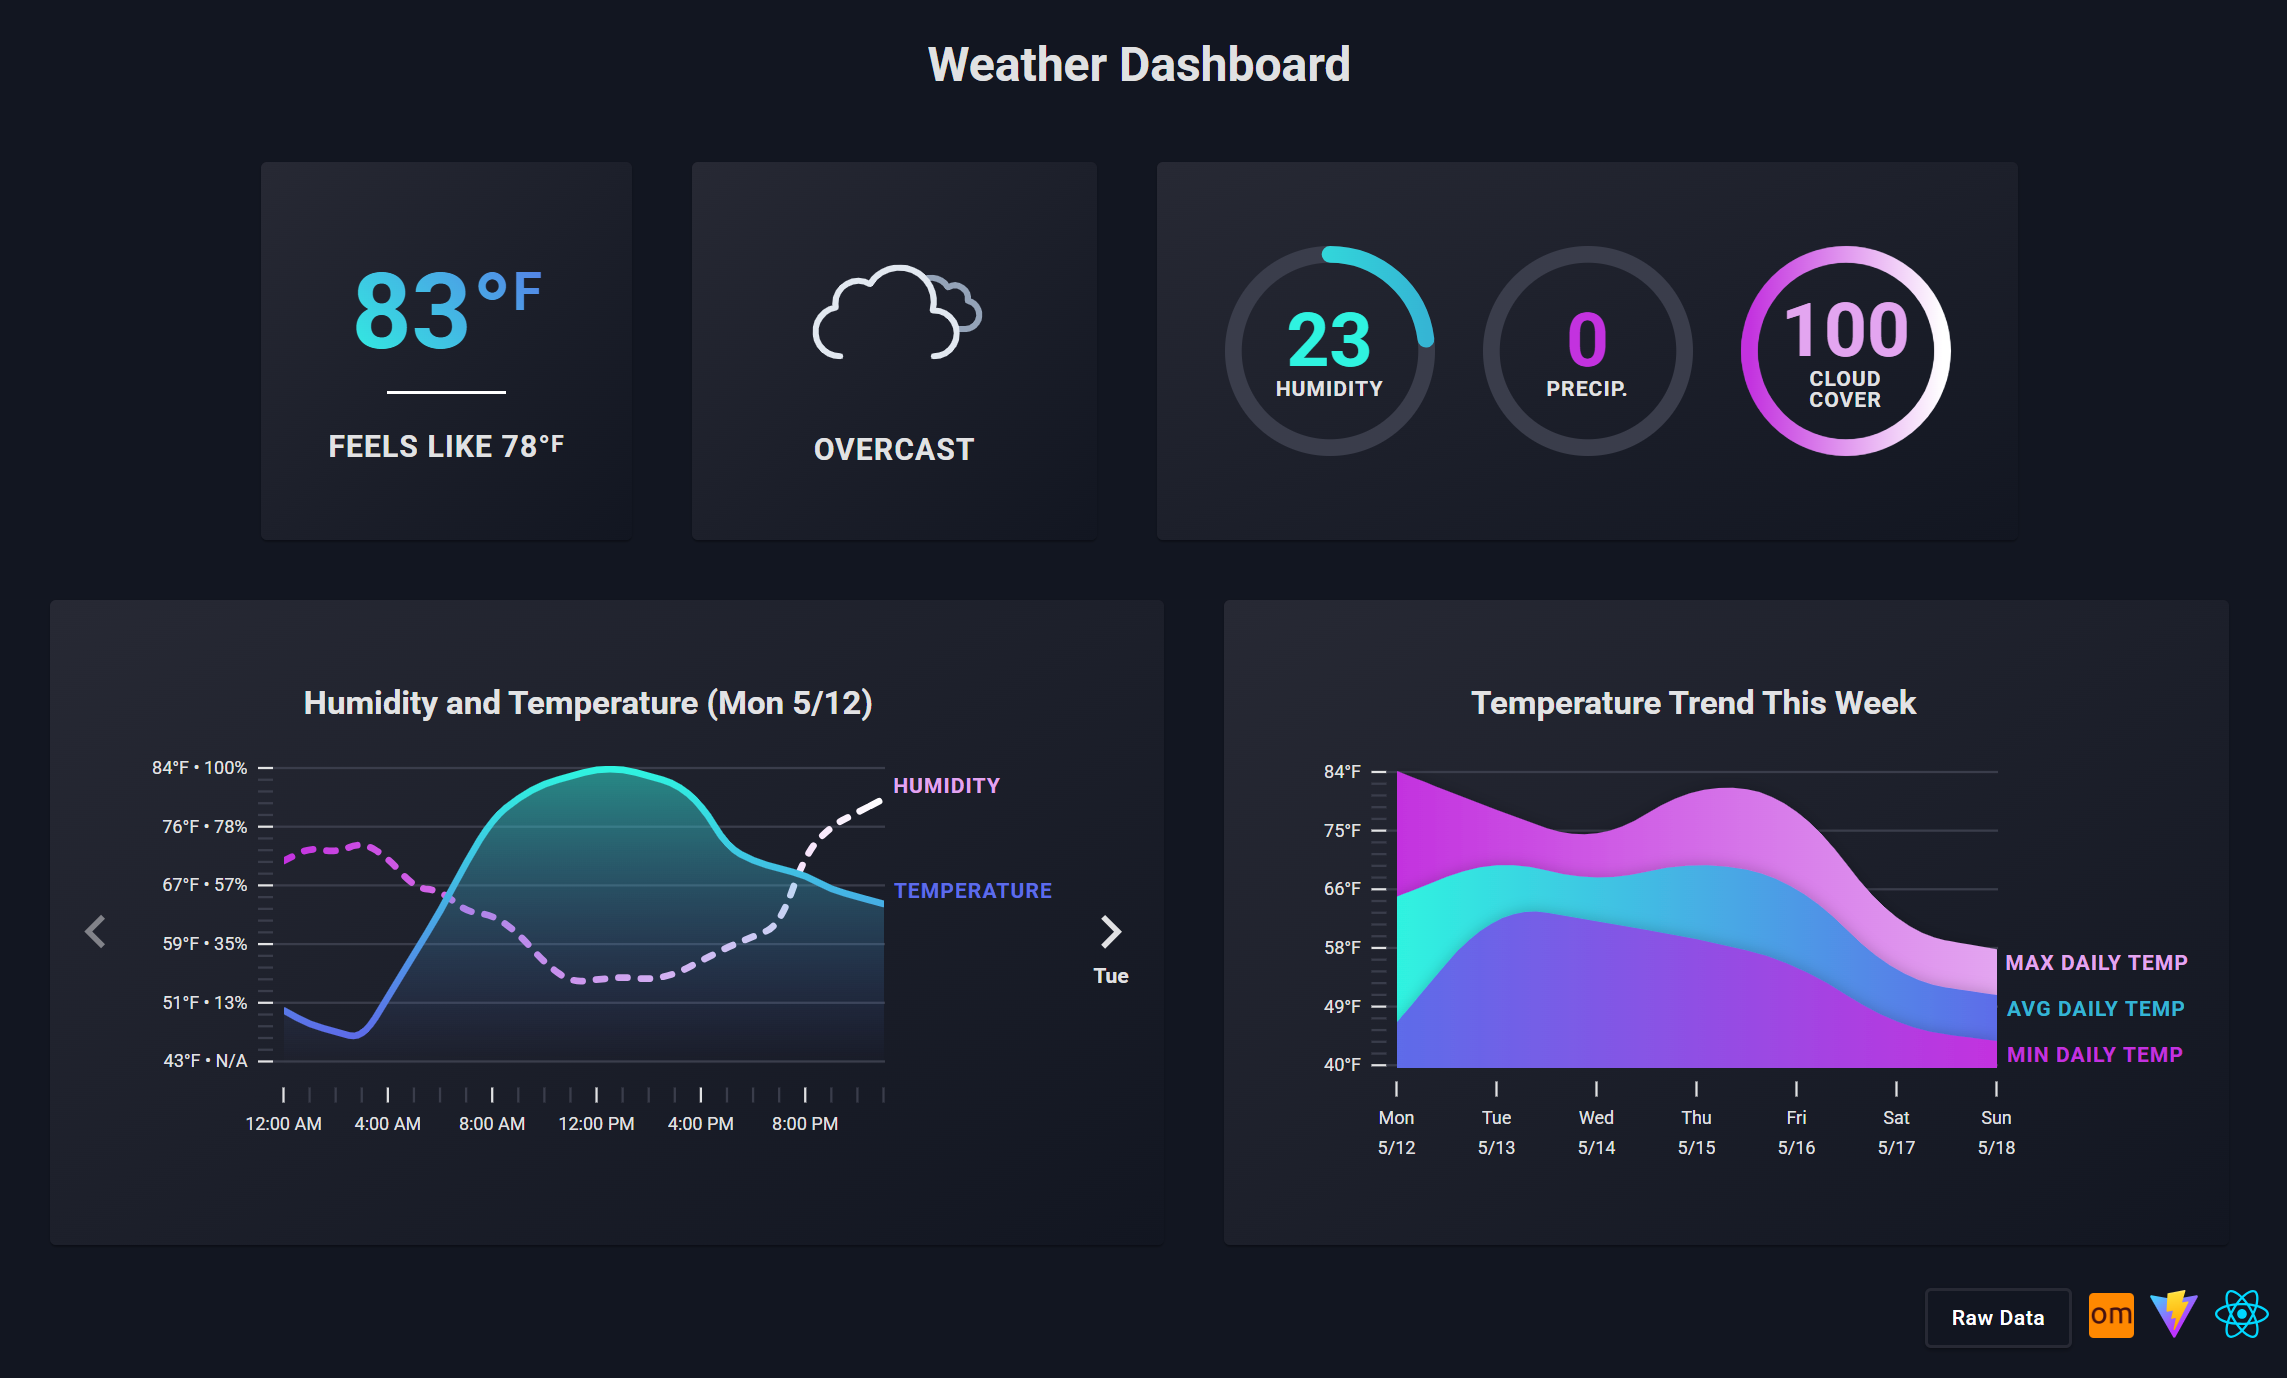 Weather Dashboard
83°F
FEELS LIKE 78°F
OVERCAST
23
HUMIDITY
0
PRECIP.
100
CLOUD
COVER
Humidity and Temperature (Mon 5/12)
84°F • 100%
76°F • 78%
67°F • 57%
59°F • 35%
51°F • 13%
43°F • N/A
HUMIDITY
TEMPERATURE
12:00 AM 4:00 AM 8:00 AM 12:00 PM 4:00 PM 8:00 PM
Tue
Temperature Trend This Week
84°F
75°F
66°F
58°F
49°F
40°F
MAX DAILY TEMP
AVG DAILY TEMP
MIN DAILY TEMP
Mon Tue Wed Thu Fri Sat Sun
5/12 5/13 5/14 5/15 5/16 5/17 5/18
Raw Data
om